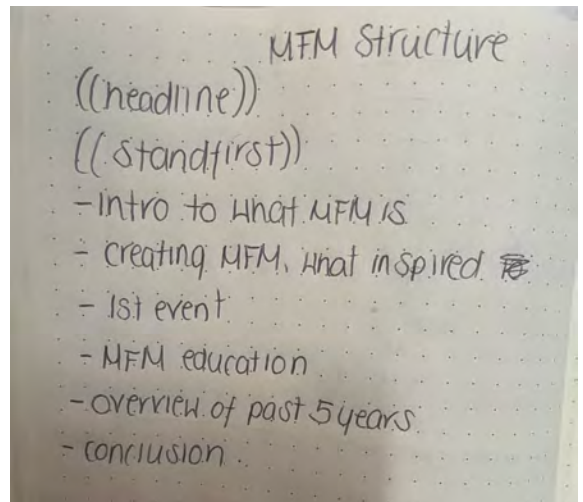 MFM Structure
((headline))
((standfirst))
- intro to what MFM is
- creating MFM, what inspired
- 1st event
- MFM education
- overview of past 5 years
- conclusion